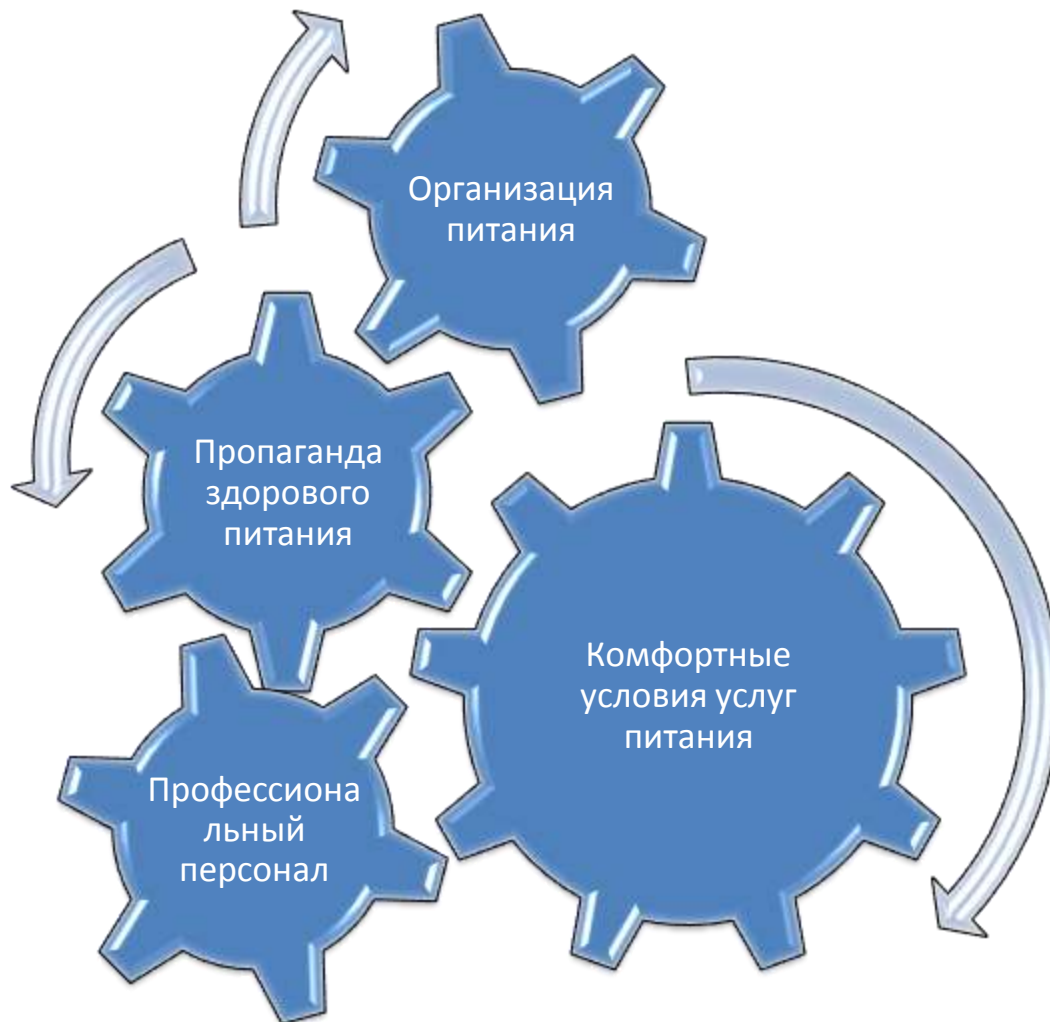 Организация
питания
Пропаганда
здорового
питания
Комфортные
условия услуг
питания
Профессиона
льный
персонал